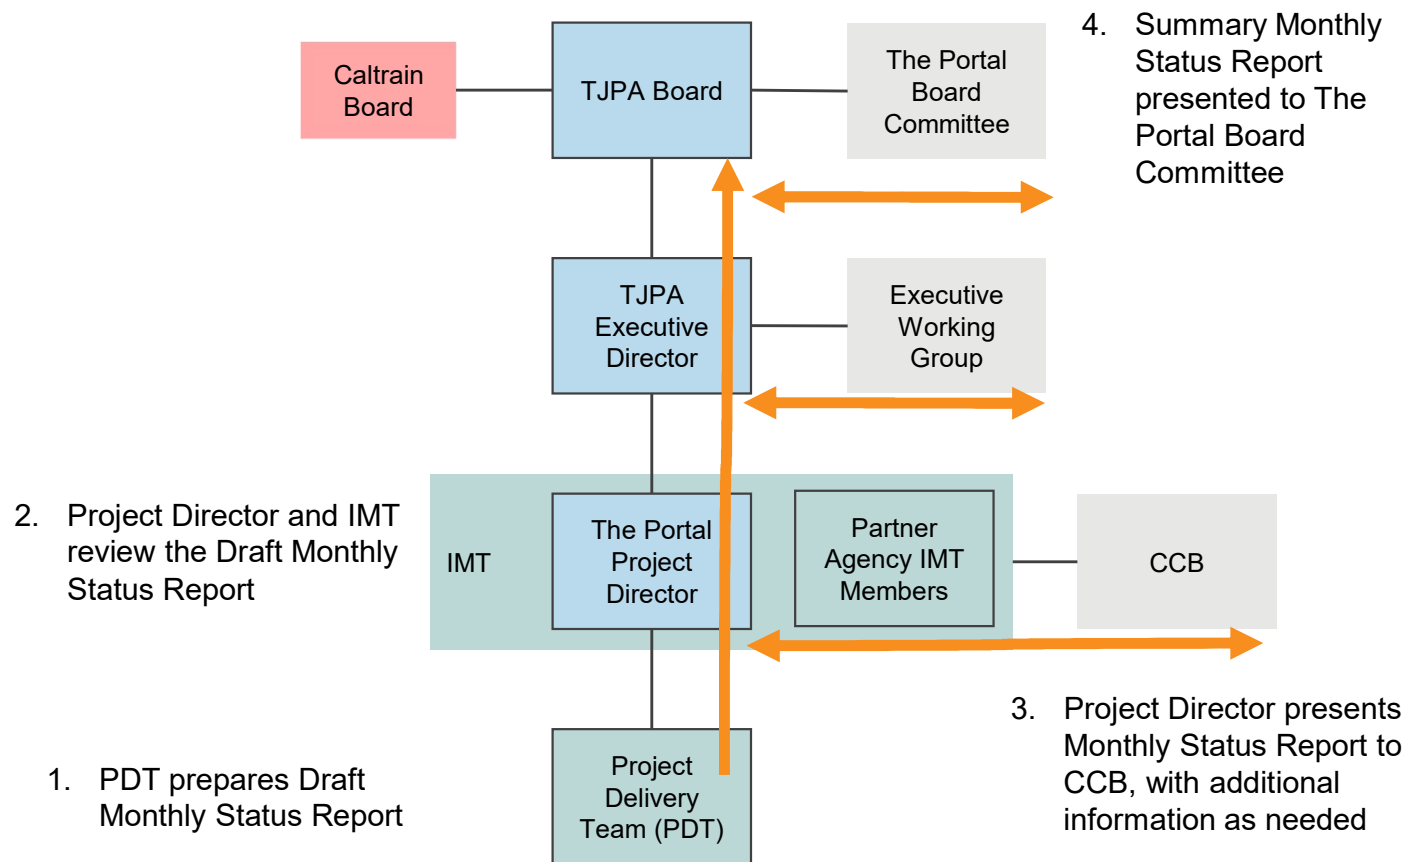 Caltrain
Board
TJPA Board
The Portal
Board
Committee
4. Summary Monthly
Status Report
presented to The
Portal Board
Committee
TJPA
Executive
Director
Executive
Working
Group
2. Project Director and IMT
review the Draft Monthly
Status Report
IMT
The Portal
Project
Director
Partner
Agency IMT
Members
CCB
1. PDT prepares Draft
Monthly Status Report
Project
Delivery
Team (PDT)
3. Project Director presents
Monthly Status Report to
CCB, with additional
information as needed